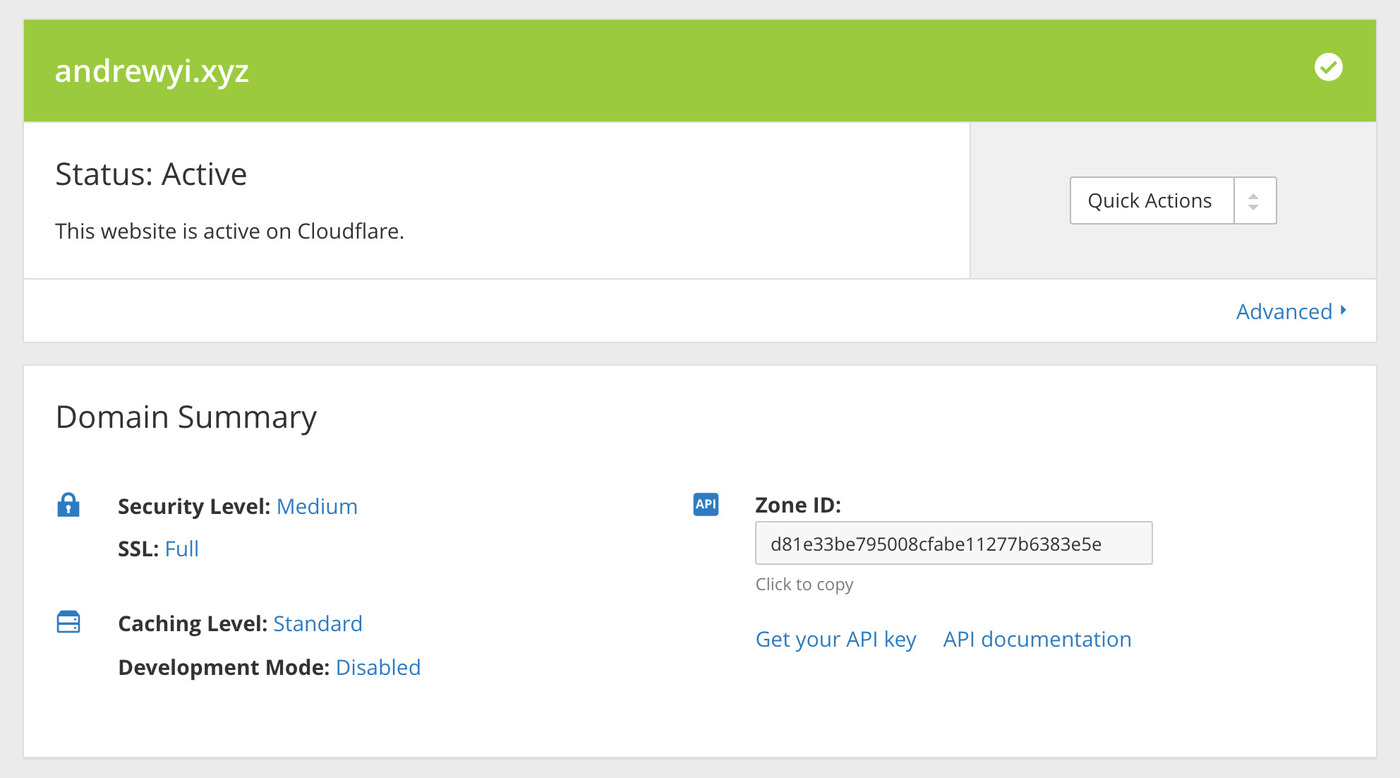 andrewyi.xyz
Status: Active
This website is active on Cloudflare.
Quick Actions
Advanced
Domain Summary
Security Level: Medium
SSL: Full
Caching Level: Standard
Development Mode: Disabled
API
Zone ID:
d81e33be795008cfabe11277b6383e5e
Click to copy
Get your API key API documentation